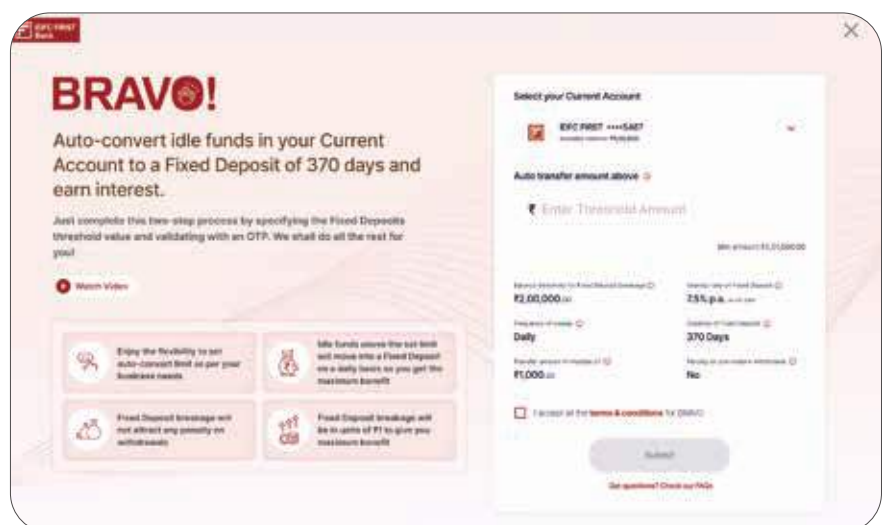 IDFC FIRST
Bank
BRAVO!
Auto-convert idle funds in your Current
Account to a Fixed Deposit of 370 days and
earn interest.
Just complete this two-step process by specifying the Fixed Deposits
threshold value and validating with an OTP. We shall do all the rest for
you!
Watch Video
Enjoy the flexibility to set
auto-convert limit as per your
business needs
Idle funds above the set limit
will move into a Fixed Deposit
on a daily basis so you get the
maximum benefit
Fixed Deposit breakage will
not attract any penalty on
withdrawals
Fixed Deposit breakage will
be in units of ₹1 to give you
maximum benefit
Select your Current Account
IDFC FIRST
Auto transfer amount above
₹ Enter Threshold Amount
₹2,00,000.00
7.5% p.a.
Daily
370 Days
₹1,000.00
No
I accept all the terms & conditions for BRAVO
Submit
Got questions? Check our FAQs